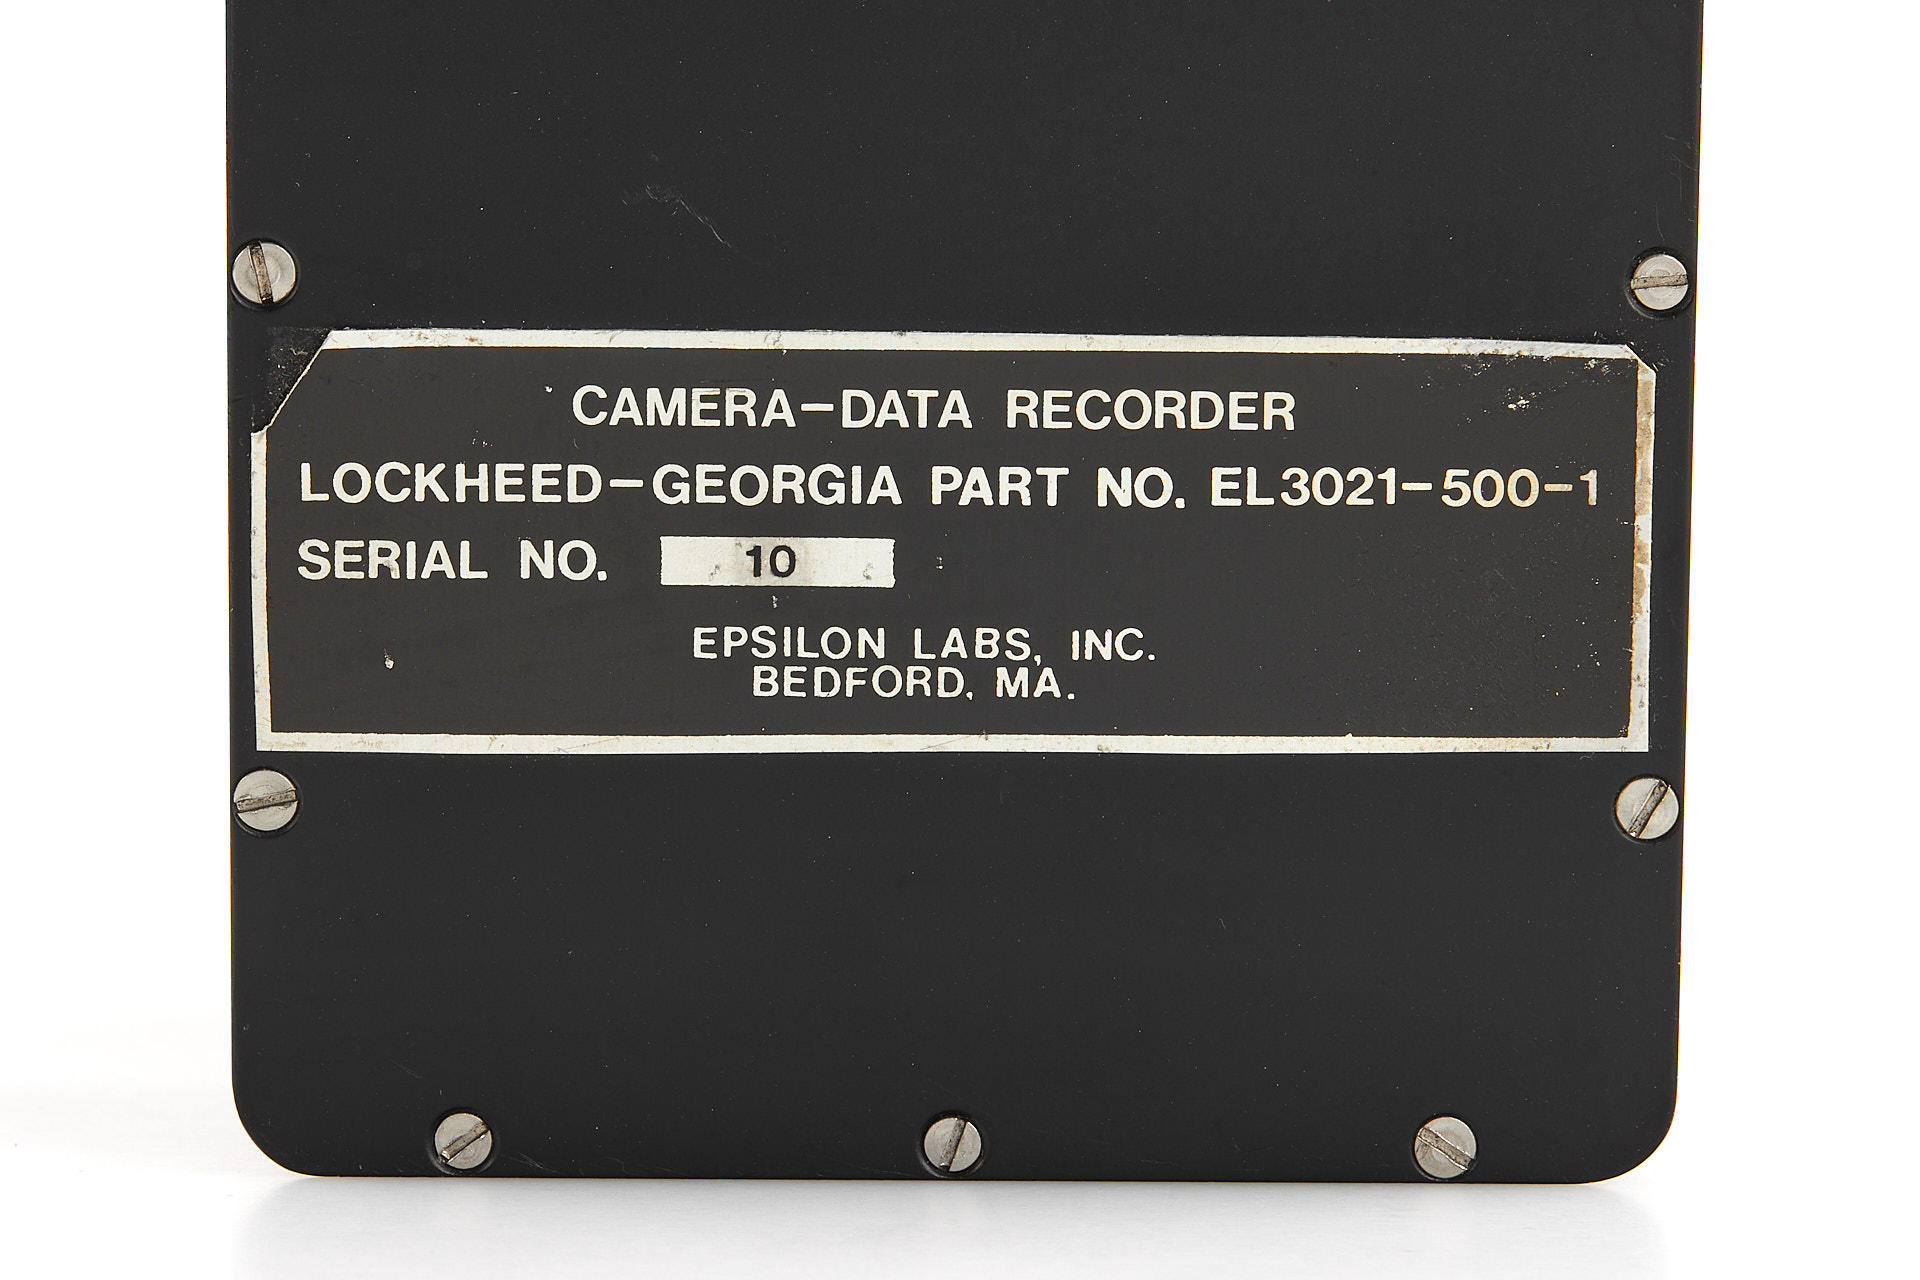 CAMERA-DATA RECORDER
LOCKHEED-GEORGIA PART NO. EL3021-500-1
SERIAL NO. 10
EPSILON LABS, INC.
BEDFORD, MA.